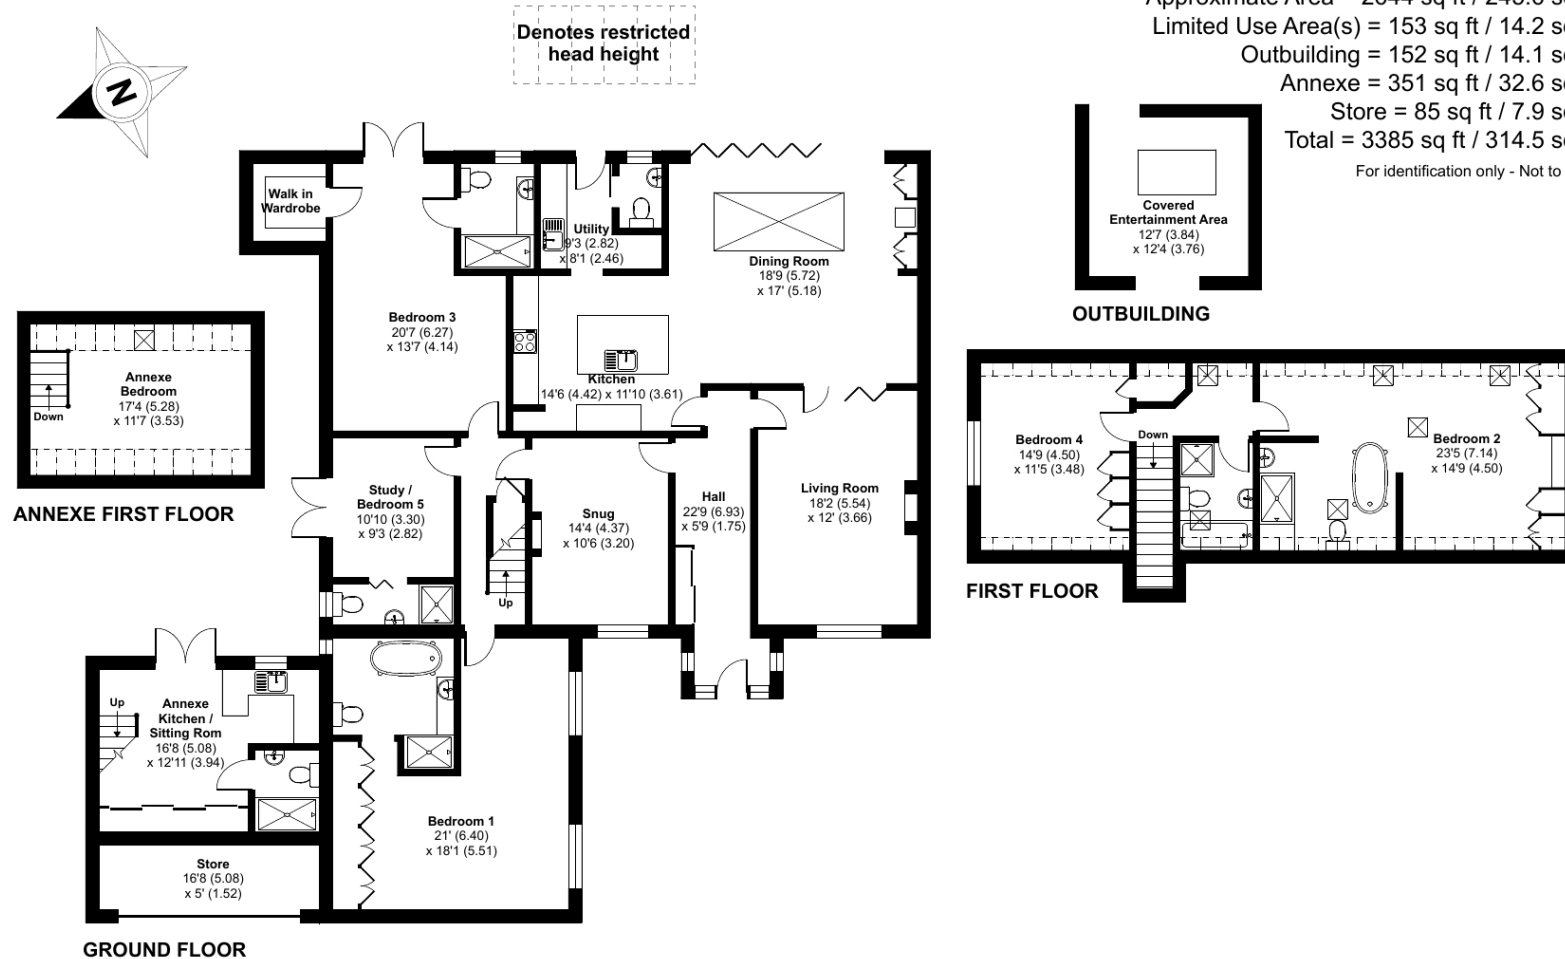 Approximate Area = 2644 sq ft / 245.6 s
Limited Use Area(s) = 153 sq ft / 14.2 s
Outbuilding = 152 sq ft / 14.1 s
Annexe = 351 sq ft / 32.6 s
Store = 85 sq ft / 7.9 s
Total = 3385 sq ft / 314.5 s
For identification only - Not to
Denotes restricted
head height
N
Walk in
Wardrobe
Utility
9'3 (2.82)
x 8'1 (2.46)
Dining Room
18'9 (5.72)
x 17' (5.18)
Covered
Entertainment Area
12'7 (3.84)
x 12'4 (3.76)
OUTBUILDING
Bedroom 3
20'7 (6.27)
x 13'7 (4.14)
Kitchen
14'6 (4.42) x 11'10 (3.61)
Annexe
Bedroom
17'4 (5.28)
x 11'7 (3.53)
Down
ANNEXE FIRST FLOOR
Study /
Bedroom 5
10'10 (3.30)
x 9'3 (2.82)
Snug
14'4 (4.37)
x 10'6 (3.20)
Hall
22'9 (6.93)
x 5'9 (1.75)
Living Room
18'2 (5.54)
x 12' (3.66)
Up
Bedroom 4
14'9 (4.50)
x 11'5 (3.48)
Down
Bedroom 2
23'5 (7.14)
x 14'9 (4.50)
FIRST FLOOR
Up
Annexe
Kitchen /
Sitting Rom
16'8 (5.08)
x 12'11 (3.94)
Bedroom 1
21' (6.40)
x 18'1 (5.51)
Store
16'8 (5.08)
x 5' (1.52)
GROUND FLOOR